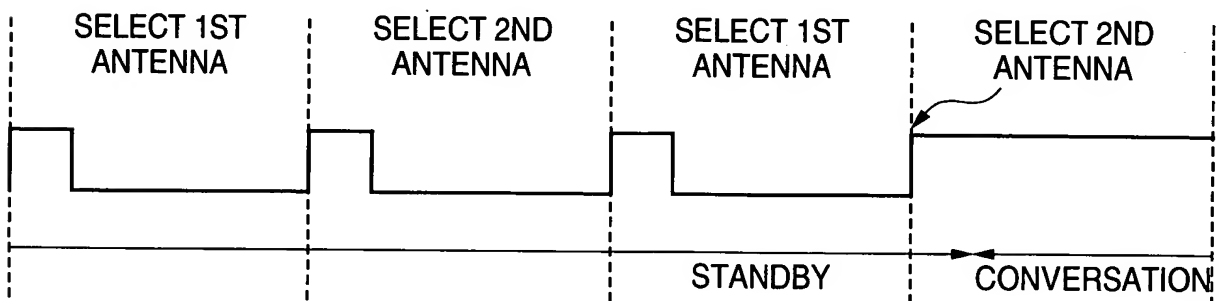 SELECT 1ST
ANTENNA
SELECT 2ND
ANTENNA
SELECT 1ST
ANTENNA
SELECT 2ND
ANTENNA
STANDBY
CONVERSATION